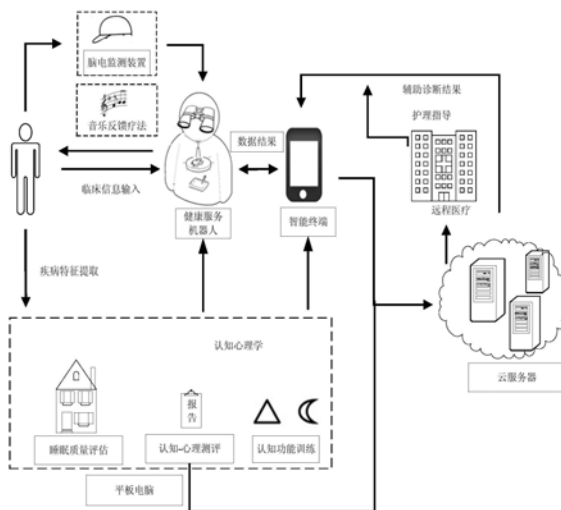 脑电监测装置
音乐反馈疗法
临床信息输入
疾病特征提取
健康服务
机器人
数据结果
智能终端
辅助诊断结果
护理指导
远程医疗
云服务器
认知心理学
睡眠质量评估
报
告
认知-心理测评
认知功能训练
平板电脑